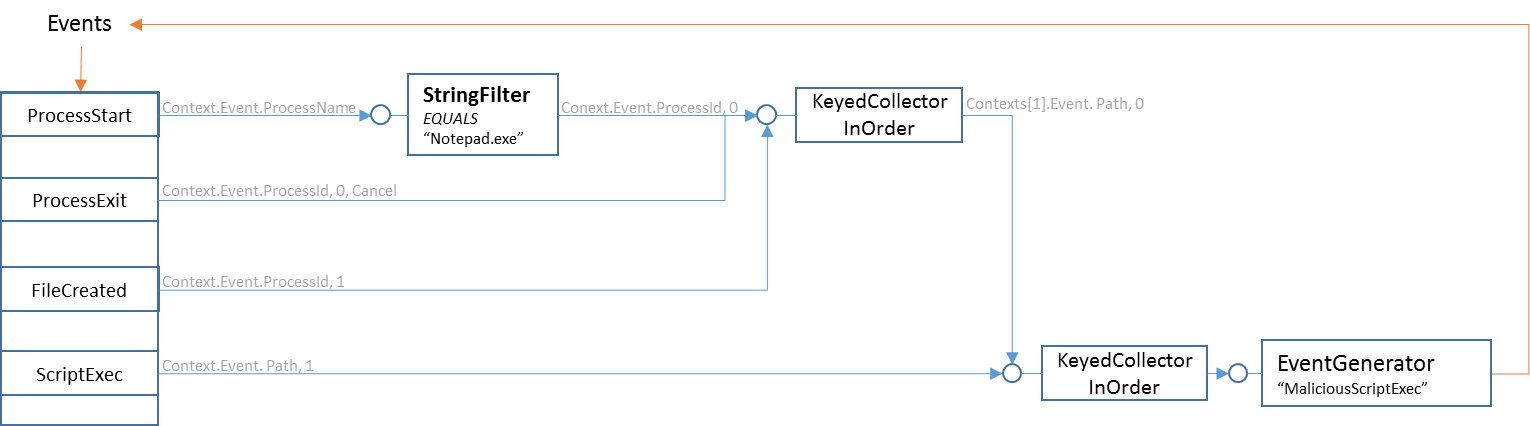 Events
ProcessStart
Context.Event.ProcessName
StringFilter
EQUALS
“Notepad.exe”
Conext.Event.ProcessId, 0
KeyedCollector
InOrder
Contexts[1].Event. Path, 0
ProcessExit
Context.Event.ProcessId, 0, Cancel
FileCreated
Context.Event.ProcessId, 1
ScriptExec
Context.Event. Path, 1
KeyedCollector
InOrder
EventGenerator
“MaliciousScriptExec”